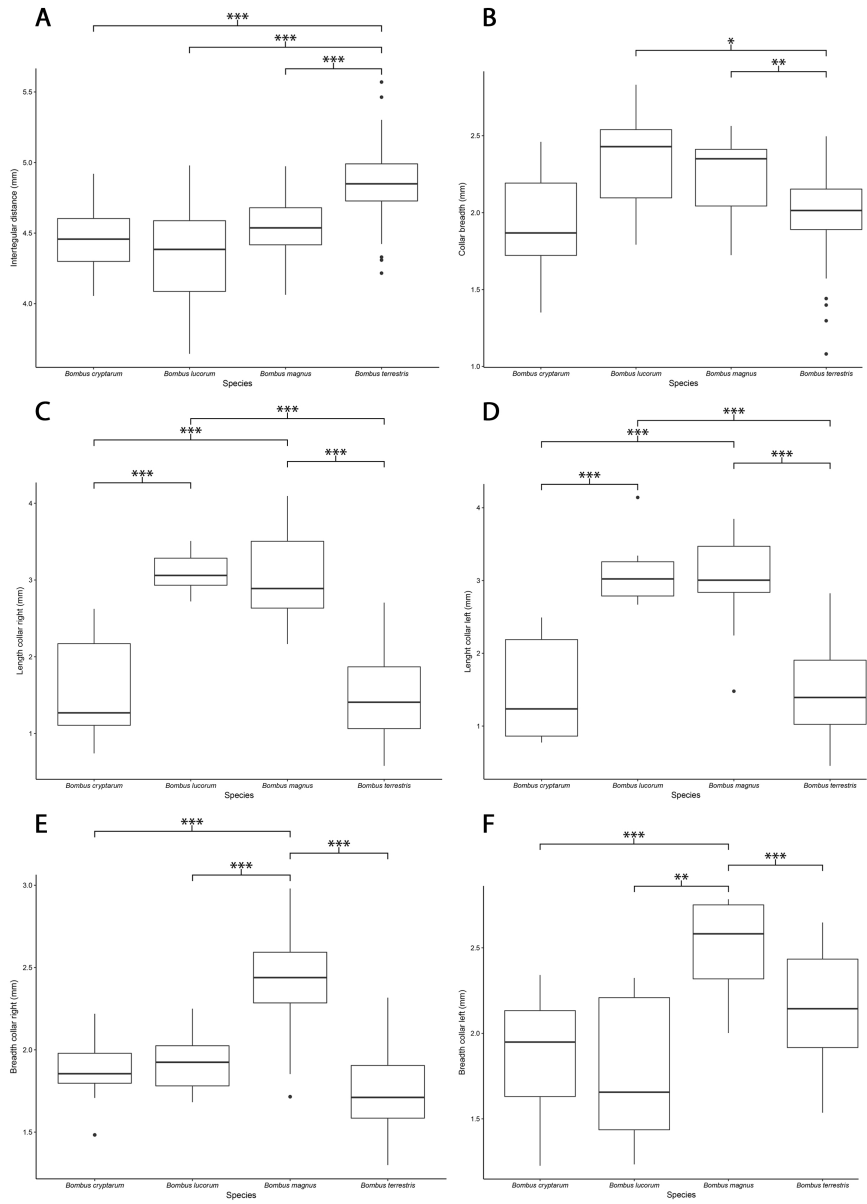 A
***
***
***
Intertegular distance (mm)
5.5
5.0
4.5
4.0
Bombus cryptarum Bombus lucorum Bombus magnus Bombus terrestris
Species
B
*
**
Collar breadth (mm)
2.5
2.0
1.5
1.0
Bombus cryptarum Bombus lucorum Bombus magnus Bombus terrestris
Species
C
***
***
***
***
Length collar right (mm)
4
3
2
1
Bombus cryptarum Bombus lucorum Bombus magnus Bombus terrestris
Species
D
***
***
***
***
Lenght collar left (mm)
4
3
2
1
Bombus cryptarum Bombus lucorum Bombus magnus Bombus terrestris
Species
E
***
***
***
Breadth collar right (mm)
3.0
2.5
2.0
1.5
Bombus cryptarum Bombus lucorum Bombus magnus Bombus terrestris
Species
F
***
***
**
Breadth collar left (mm)
2.5
2.0
1.5
Bombus cryptarum Bombus lucorum Bombus magnus Bombus terrestris
Species